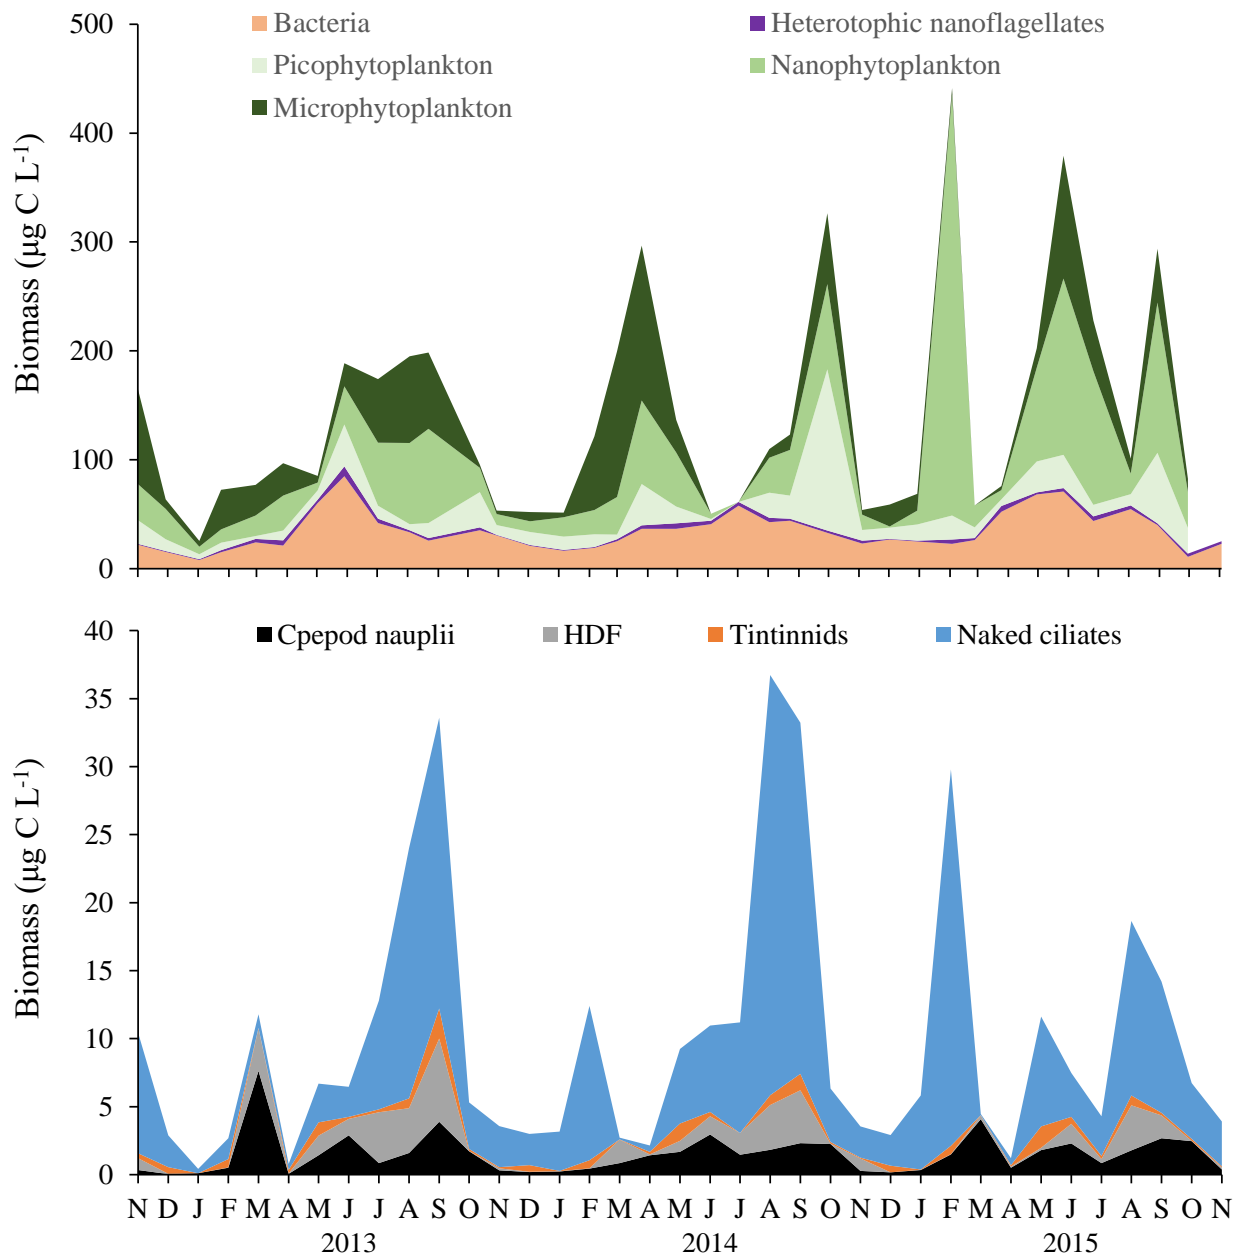 500
400
300
200
100
0
Biomass (µg C L-1)
Bacteria
Heterotophic nanoflagellates
Picophytoplankton
Nanophytoplankton
Microphytoplankton
40
35
30
25
20
15
10
5
0
Biomass (µg C L-1)
Cpepod nauplii
HDF
Tintinnids
Naked ciliates
N D J F M A M J J A S O N D J F M A M J J A S O N D J F M A M J J A S O N
2013 2014 2015